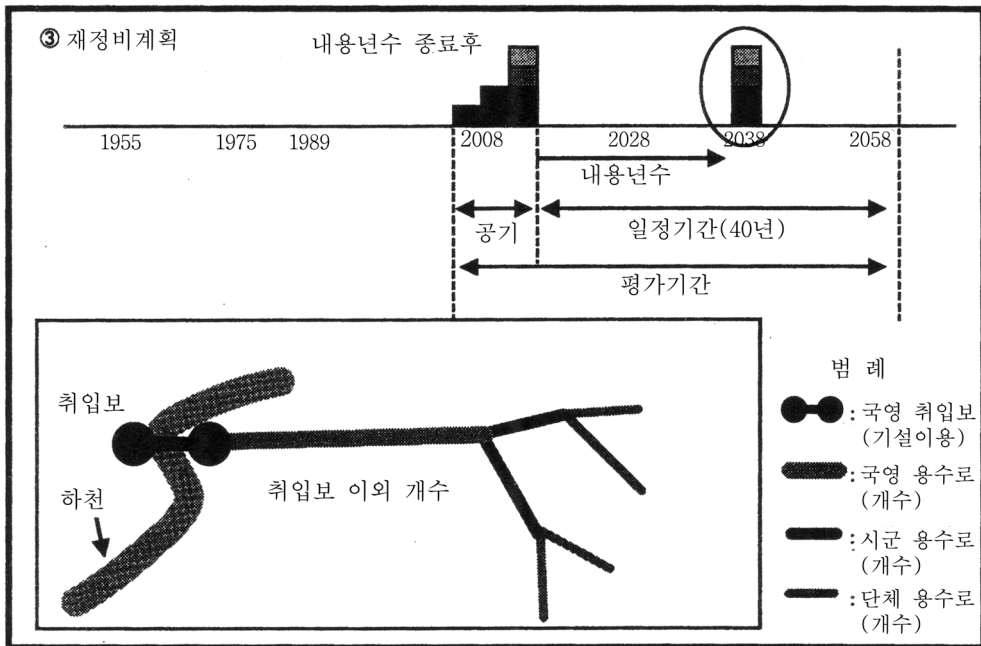 ③ 재정비계획
내용년수 종료후
1955 1975 1989 2008 2028 2038 2058
내용년수
공기
일정기간(40년)
평가기간
취입보
하천
취입보 이외 개수
범 례
: 국영 취입보
(기설이용)
: 국영 용수로
(개수)
: 시군 용수로
(개수)
: 단체 용수로
(개수)